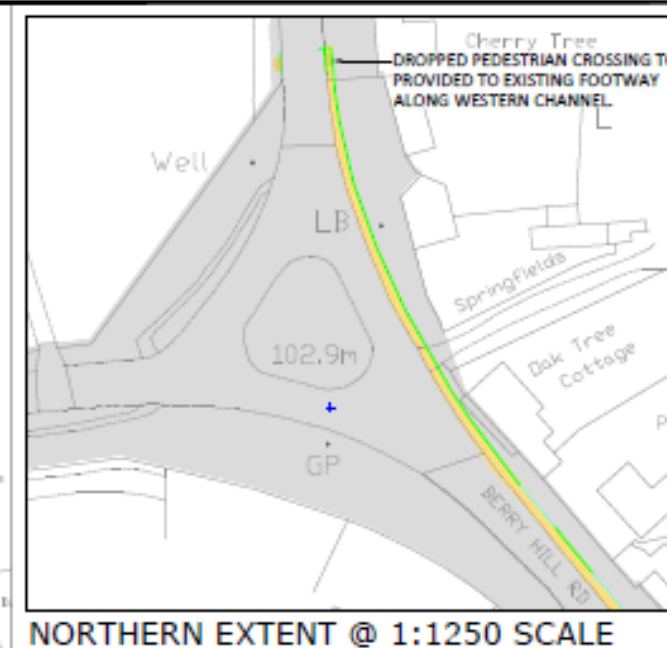 Cherry Tree
DROPPED PEDESTRIAN CROSSING
PROVIDED TO EXISTING FOOTWAY
ALONG WESTERN CHANNEL.
Well
LB
Springfields
Oak Tree
Cottage
102.9m
GP
BERRY HILL RD
NORTHERN EXTENT @ 1:1250 SCALE